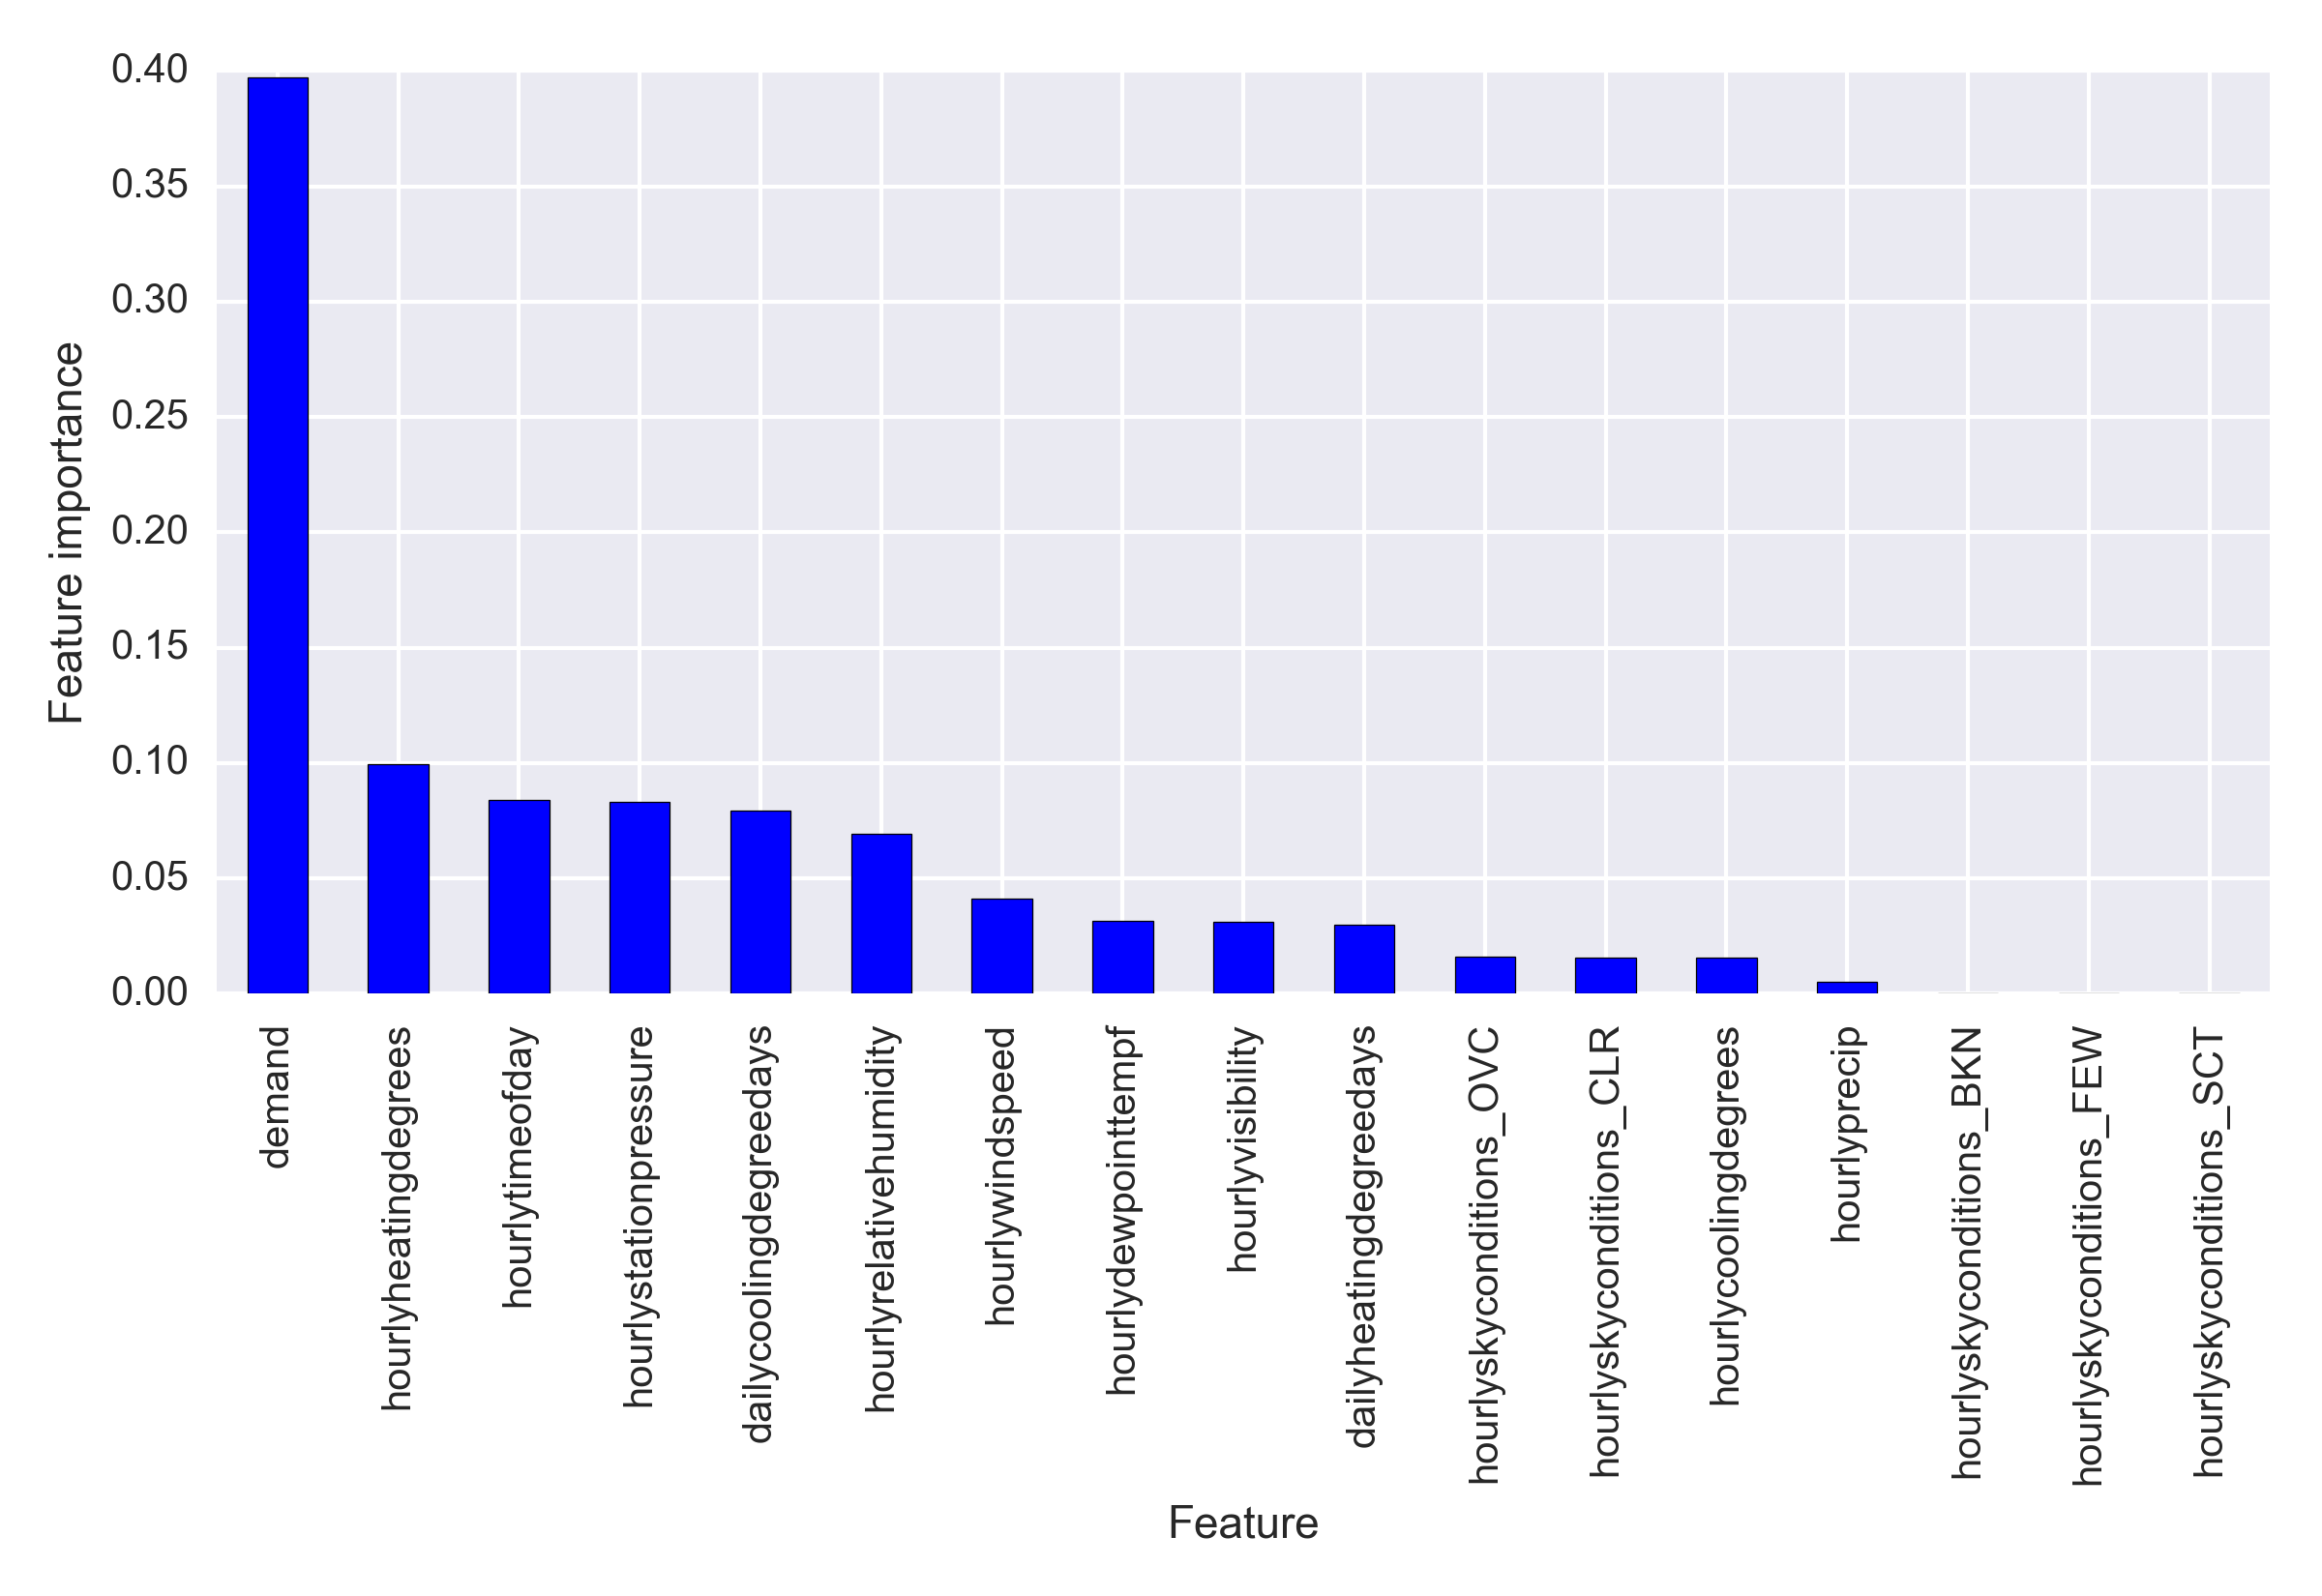 0.40
0.35
0.30
0.25
0.20
0.15
0.10
0.05
0.00
Feature importance
demand
hourlyheatingdegrees
hourlytimeofday
hourlystationpressure
dailycoolingdegreedays
hourlyrelativehumidity
hourlywindspeed
hourlydewpointtempf
hourlyvisibility
dailyheatingdegreedays
hourlyskyconditions_OVC
hourlyskyconditions_CLR
hourlycoolingdegrees
hourlyprecip
hourlyskyconditions_BKN
hourlyskyconditions_FEW
hourlyskyconditions_SCT
Feature